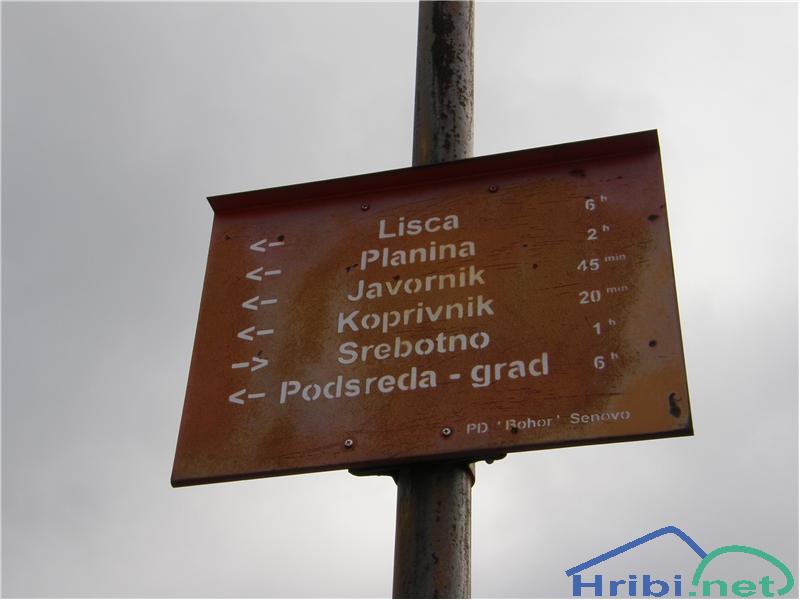 <- Lisca 6 h
<- Planina 2 h
<- Javornik 45 min
<- Koprivnik 20 min
-> Srebotno 1 h
<- Podsreda - grad 6 h
PD 'Bohor' Senovo
Hribi.net